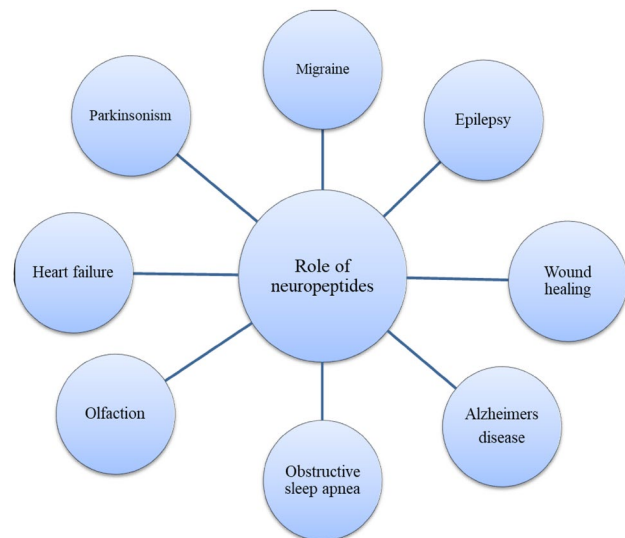 Migraine
Parkinsonism
Epilepsy
Heart failure
Role of
neuropeptides
Wound
healing
Olfaction
Alzheimers
disease
Obstructive
sleep apnea